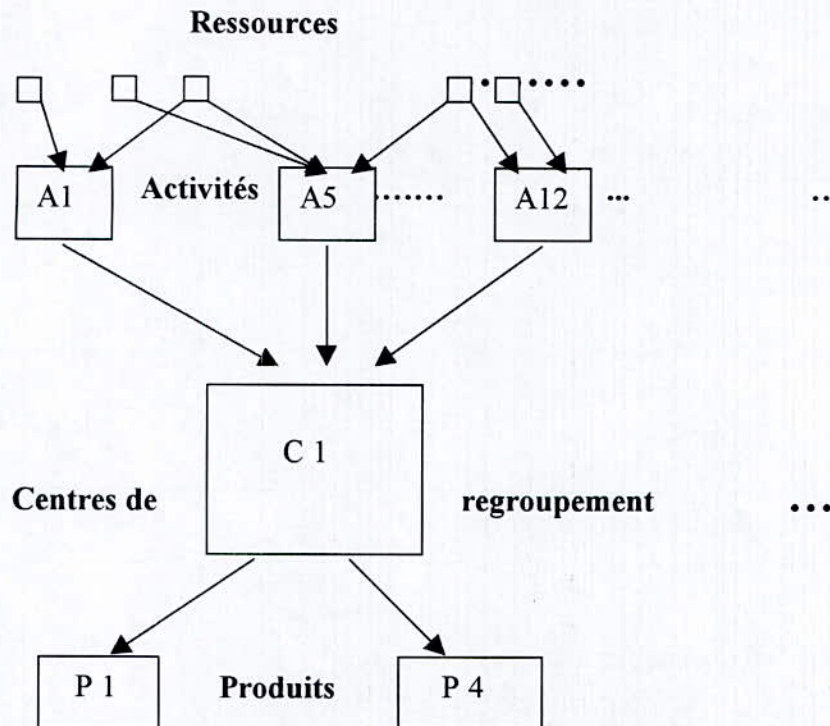 Ressources
A1 Activités A5 ....... A12 ... ..
C 1
Centres de regroupement ...
P 1 Produits P 4